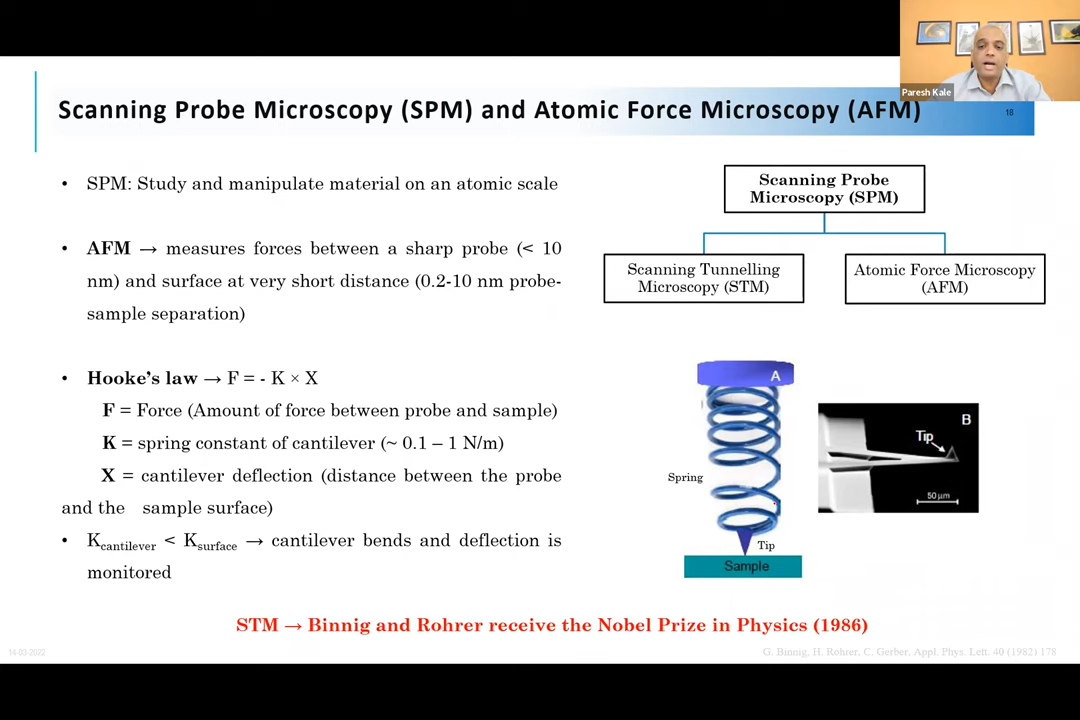 Paresh Kale
Scanning Probe Microscopy (SPM) and Atomic Force Microscopy (AFM)
18
• SPM: Study and manipulate material on an atomic scale
• AFM → measures forces between a sharp probe (< 10
nm) and surface at very short distance (0.2-10 nm probe-
sample separation)
• Hooke's law → F = - K × X
F = Force (Amount of force between probe and sample)
K = spring constant of cantilever (~ 0.1 – 1 N/m)
X = cantilever deflection (distance between the probe
and the sample surface)
• Kcantilever < Ksurface → cantilever bends and deflection is
monitored
Scanning Probe
Microscopy (SPM)
Scanning Tunnelling
Microscopy (STM)
Atomic Force Microscopy
(AFM)
A
Spring
Tip
Sample
B
Tip
50 µm
STM → Binnig and Rohrer receive the Nobel Prize in Physics (1986)
14-03-2022
G. Binnig, H. Rohrer, C. Gerber, Appl. Phys. Lett. 40 (1982) 178